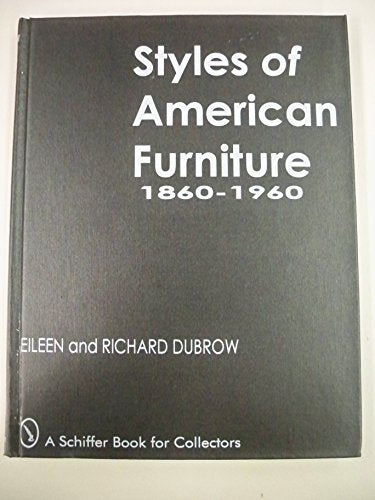 Styles of
American
Furniture
1860-1960
EILEEN and RICHARD DUBROW
A Schiffer Book for Collectors